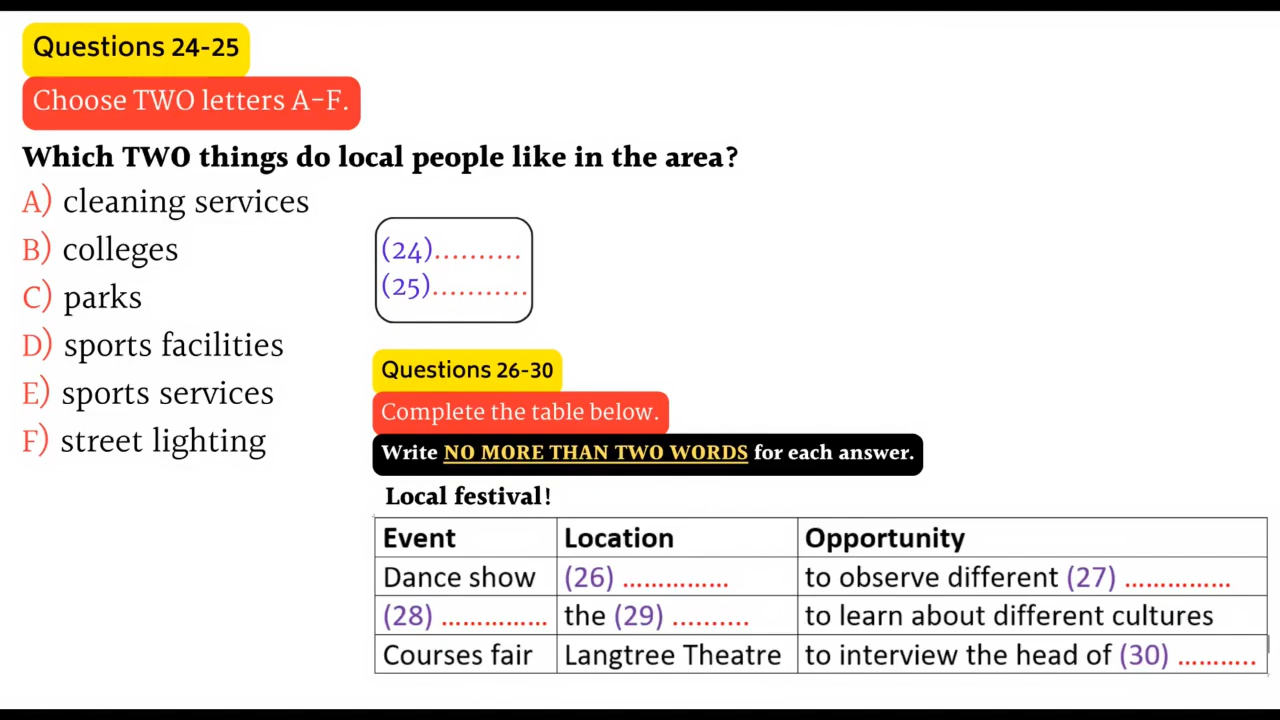 Questions 24-25
Choose TWO letters A-F.
Which TWO things do local people like in the area?
A) cleaning services
B) colleges
C) parks
D) sports facilities
E) sports services
F) street lighting
(24)..........
(25)...........
Questions 26-30
Complete the table below.
Write NO MORE THAN TWO WORDS for each answer.
Local festival!
Event Location Opportunity
Dance show (26) ............... to observe different (27) ...............
(28) ............... the (29) .......... to learn about different cultures
Courses fair Langtree Theatre to interview the head of (30) ...........